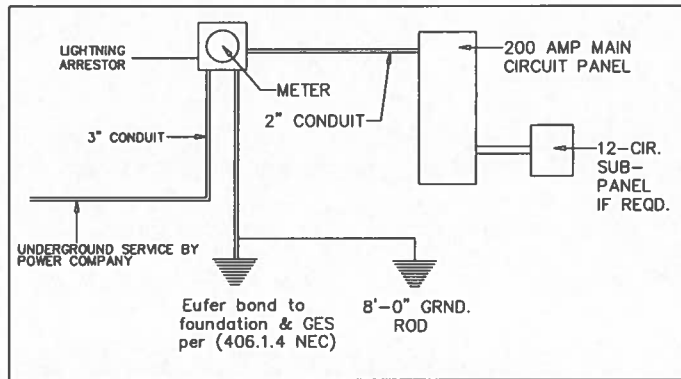 LIGHTNING
ARRESTOR
METER
200 AMP MAIN
CIRCUIT PANEL
2" CONDUIT
3" CONDUIT
12-CIR.
SUB-
PANEL
IF REQD.
UNDERGROUND SERVICE BY
POWER COMPANY
Eufer bond to
foundation & GES
per (406.1.4 NEC)
8'-0" GRND.
ROD